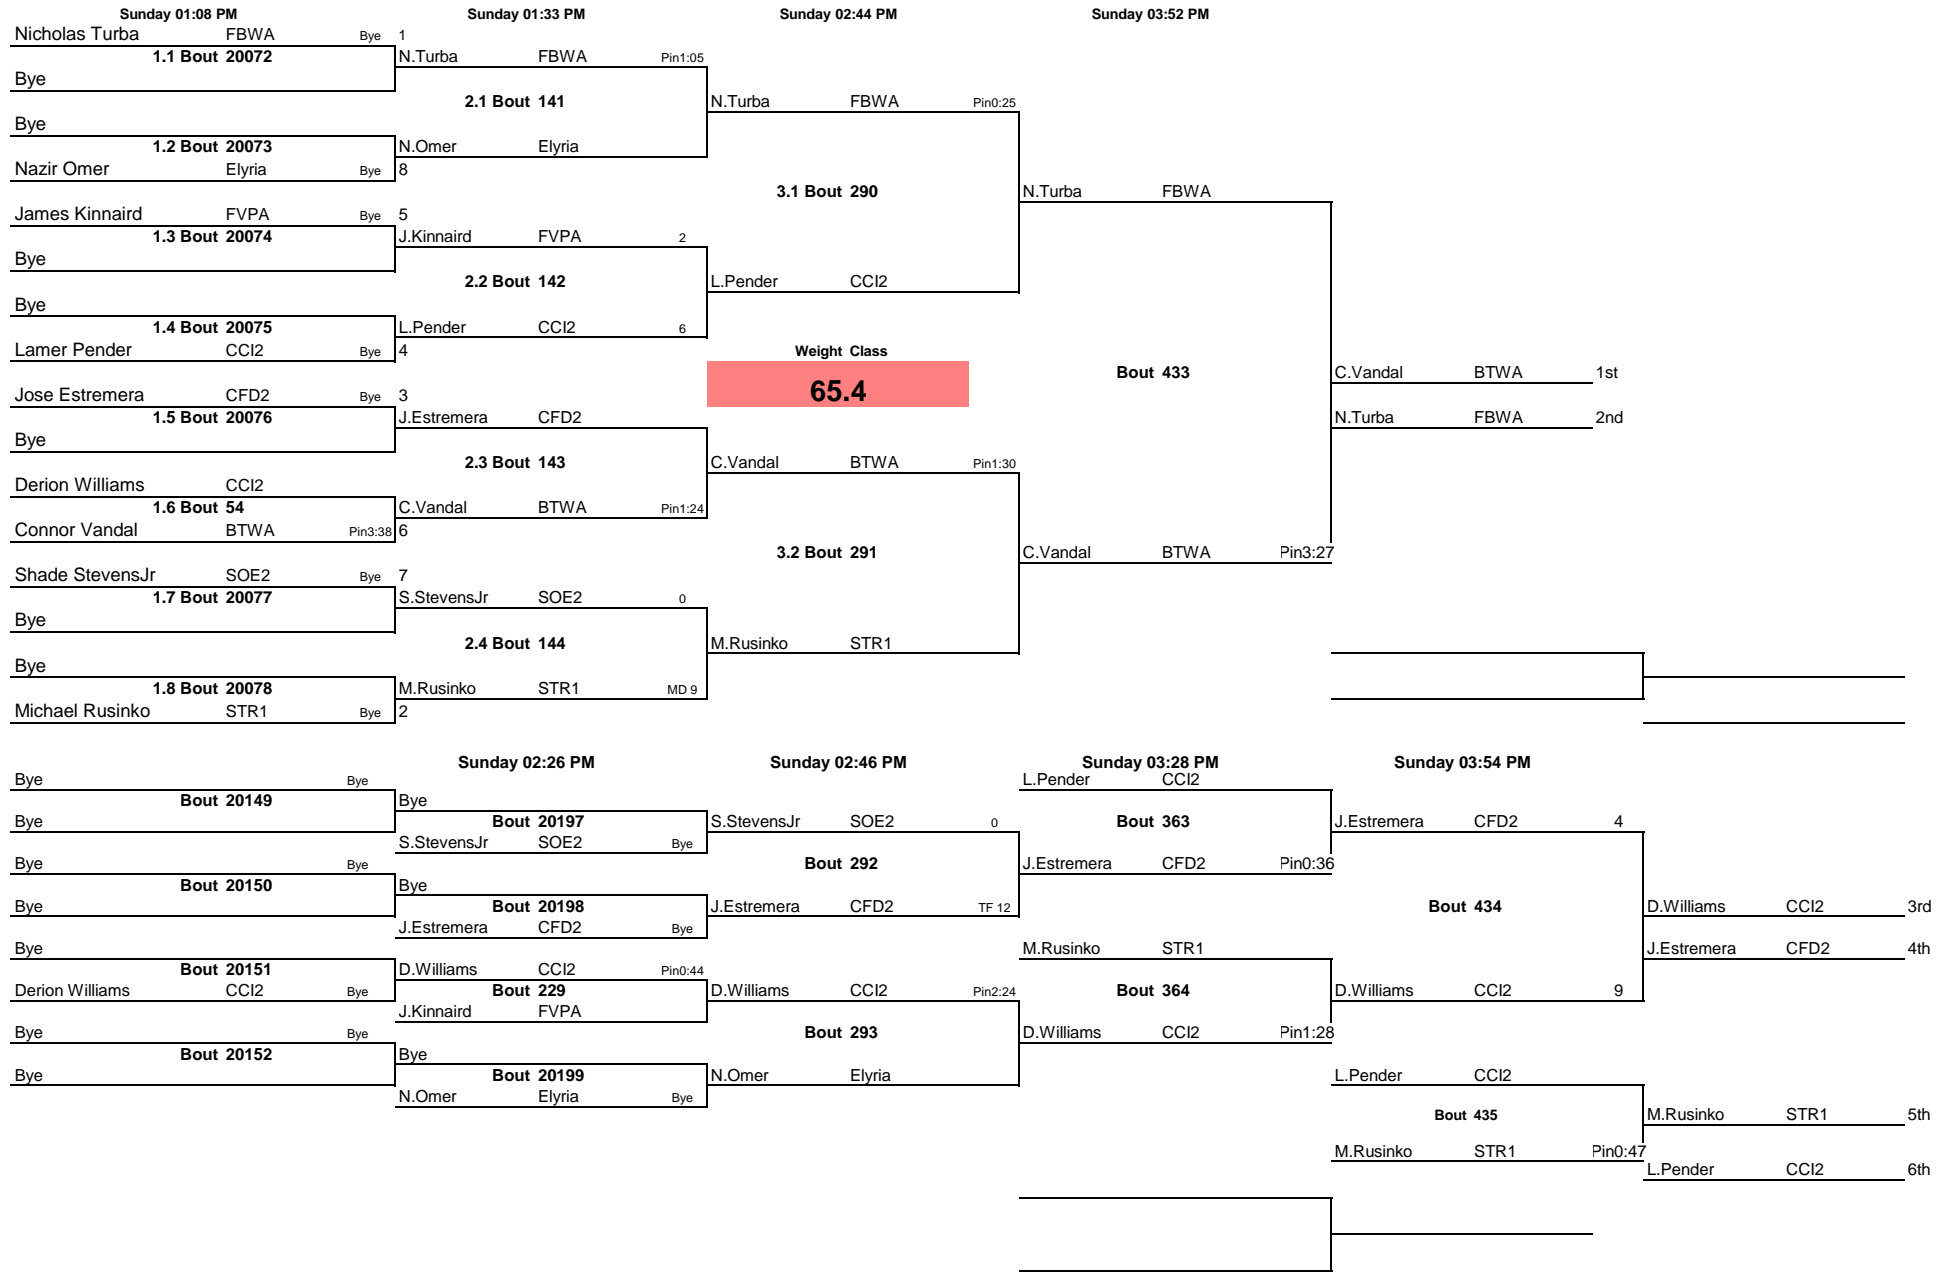 Sunday 01:08 PM Sunday 01:33 PM Sunday 02:44 PM Sunday 03:52 PM
Nicholas Turba FBWA Bye 1
1.1 Bout 20072 N.Turba FBWA Pin1:05
Bye
2.1 Bout 141 N.Turba FBWA Pin0:25
Bye
1.2 Bout 20073 N.Omer Elyria
Nazir Omer Elyria Bye 8
3.1 Bout 290 N.Turba FBWA
James Kinnaird FVPA Bye 5
1.3 Bout 20074 J.Kinnaird FVPA 2
Bye
2.2 Bout 142 L.Pender CCI2
Bye
1.4 Bout 20075 L.Pender CCI2 6
Lamer Pender CCI2 Bye 4 Weight Class
Bout 433 C.Vandal BTWA 1st
Jose Estremera CFD2 Bye 3 65.4
1.5 Bout 20076 J.Estremera CFD2 N.Turba FBWA 2nd
Bye
2.3 Bout 143 C.Vandal BTWA Pin1:30
Derion Williams CCI2
1.6 Bout 54 C.Vandal BTWA Pin1:24
Connor Vandal BTWA Pin3:38 6
3.2 Bout 291 C.Vandal BTWA Pin3:27
Shade StevensJr SOE2 Bye 7
1.7 Bout 20077 S.StevensJr SOE2 0
Bye
2.4 Bout 144 M.Rusinko STR1
Bye
1.8 Bout 20078 M.Rusinko STR1 MD 9
Michael Rusinko STR1 Bye 2
Sunday 02:26 PM Sunday 02:46 PM Sunday 03:28 PM Sunday 03:54 PM
Bye Bye L.Pender CCI2
Bout 20149 Bye
Bye Bout 20197 S.StevensJr SOE2 0 Bout 363 J.Estremera CFD2 4
S.StevensJr SOE2 Bye
Bye Bye Bout 292 J.Estremera CFD2 Pin0:36
Bout 20150 Bye
Bye Bout 20198 J.Estremera CFD2 TF 12 Bout 434 D.Williams CCI2 3rd
J.Estremera CFD2 Bye
Bye M.Rusinko STR1 J.Estremera CFD2 4th
Bout 20151 D.Williams CCI2 Pin0:44
Derion Williams CCI2 Bye Bout 229 D.Williams CCI2 Pin2:24 Bout 364 D.Williams CCI2 9
J.Kinnaird FVPA
Bye Bye Bout 293 D.Williams CCI2 Pin1:28
Bout 20152 Bye
Bye Bout 20199 N.Omer Elyria L.Pender CCI2
N.Omer Elyria Bye
Bout 435 M.Rusinko STR1 5th
M.Rusinko STR1 Pin0:47
L.Pender CCI2 6th